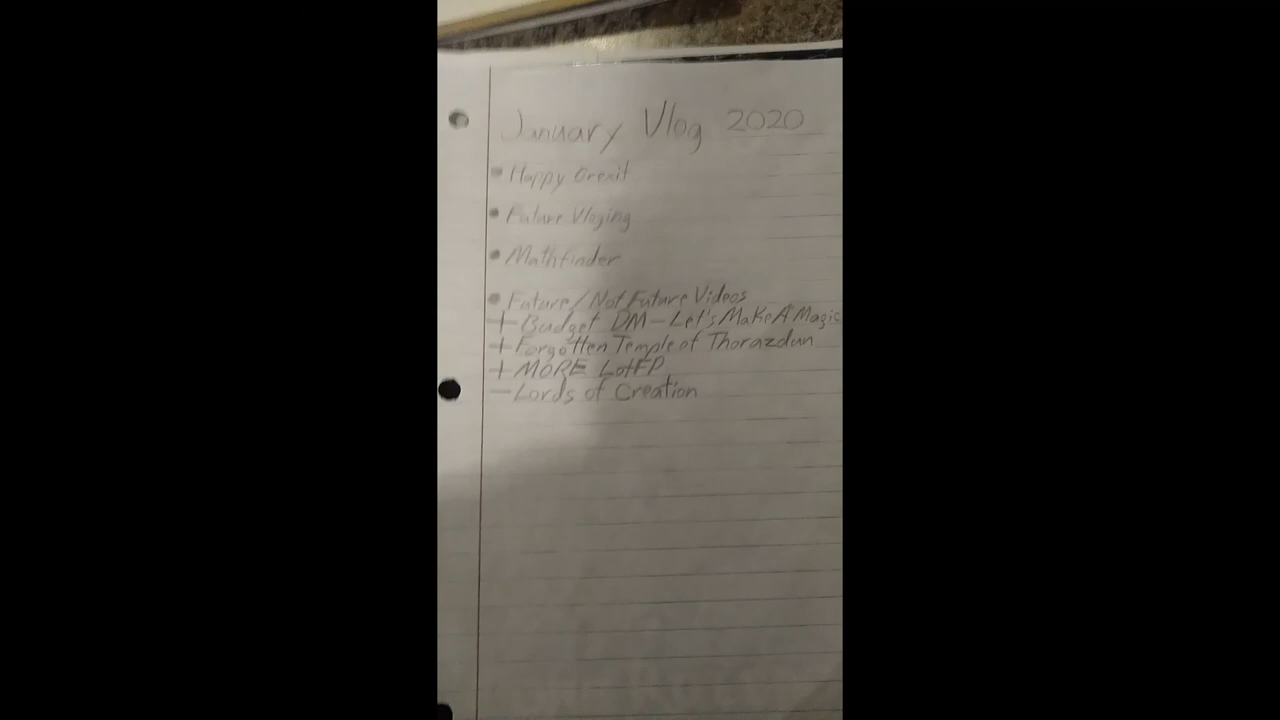 January Vlog 2020
• Happy Brexit
• Future Vloging
• Mathfinder
• Future/Not Future Videos
+ Budget DM - Let's Make A Magic
+ Forgotten Temple of Thorazdun
+ MORE LotFP
- Lords of Creation